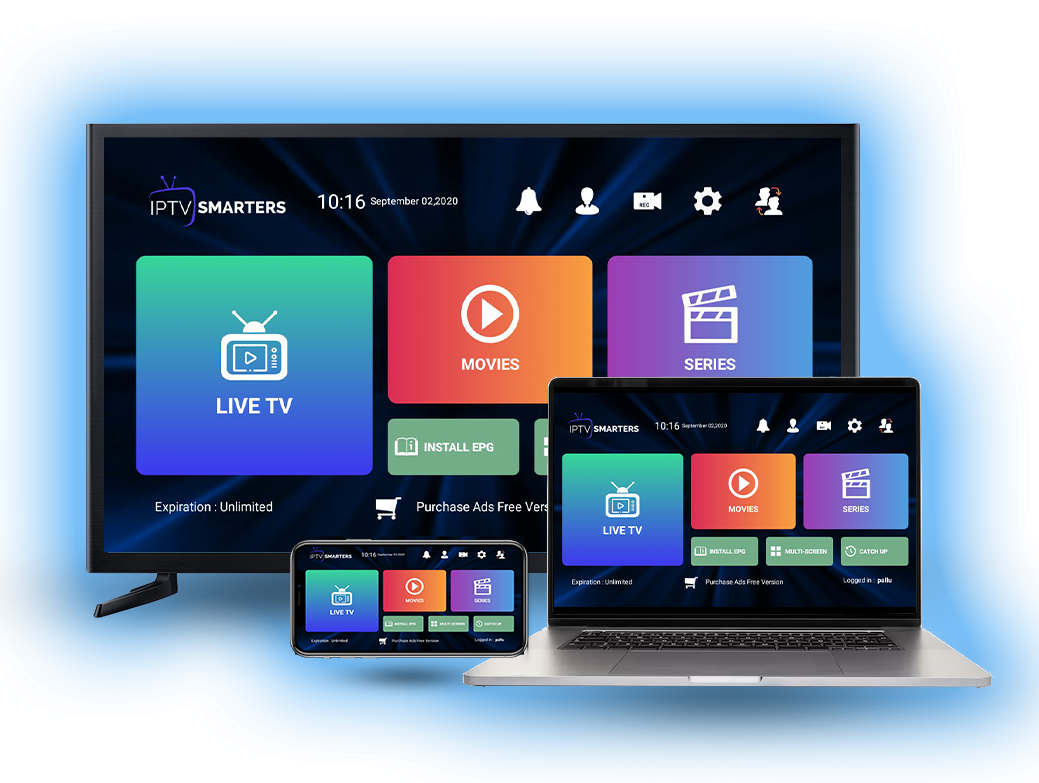 IPTV SMARTERS 10:16 September 02,2020
REC
LIVE TV
MOVIES
SERIES
INSTALL EPG
Expiration : Unlimited
Purchase Ads Free Vers
IPTV SMARTERS 10:16 September 02,2020
LIVE TV
MOVIES
SERIES
INSTALL EPG
MULTI-SCREEN
CATCH UP
Expiration : Unlimited
Purchase Ads Free Version
Logged in : pallu
IPTV SMARTERS 10:16 September 02,2020
LIVE TV
MOVIES
SERIES
INSTALL EPG
MULTI-SCREEN
CATCH UP
Expiration : Unlimited
Purchase Ads Free Version
Logged in : pallu